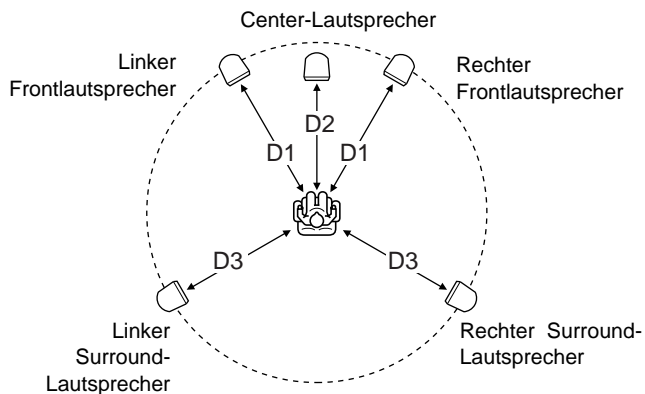 Center-Lautsprecher
Linker
Frontlautsprecher
Rechter
Frontlautsprecher
D2
D1
D1
D3
D3
Linker
Surround-
Lautsprecher
Rechter Surround-
Lautsprecher